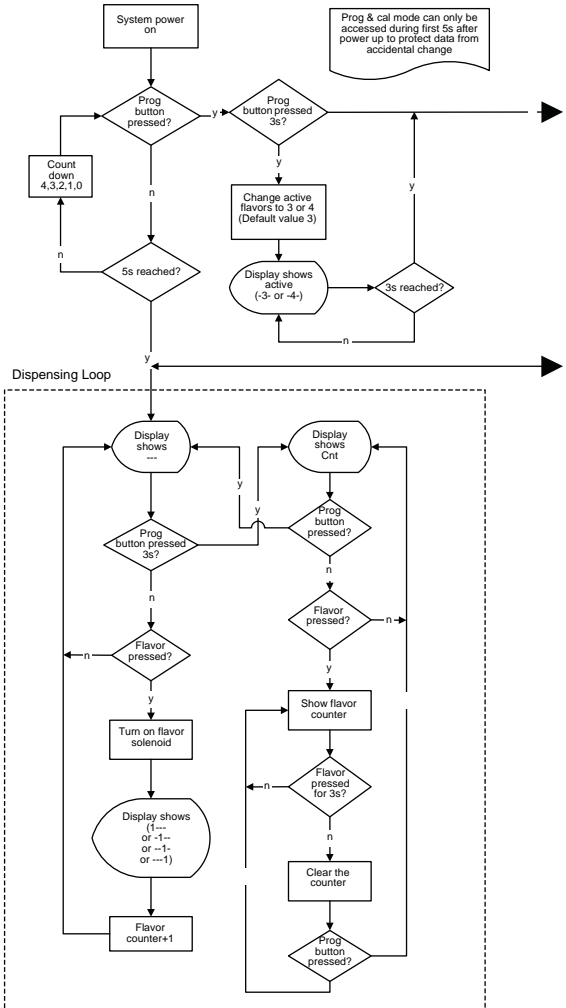 System power
on
Prog & cal mode can only be
accessed during first 5s after
power up to protect data from
accidental change
Prog
button
pressed?
y
Prog
button pressed
3s?
Count
down
4,3,2,1,0
n
y
y
Change active
flavors to 3 or 4
(Default value 3)
n
5s reached?
Display shows
active
(-3- or -4-)
3s reached?
n
y
Dispensing Loop
Display
shows
---
Display
shows
Cnt
y
y
Prog
button pressed
3s?
Prog
button
pressed?
n
n
Flavor
pressed?
n
Flavor
pressed?
n
y
y
Turn on flavor
solenoid
Show flavor
counter
n
Flavor
pressed
for 3s?
Display shows
(1---
or -1--
or --1-
or ---1)
n
Clear the
counter
Flavor
counter+1
Prog
button
pressed?